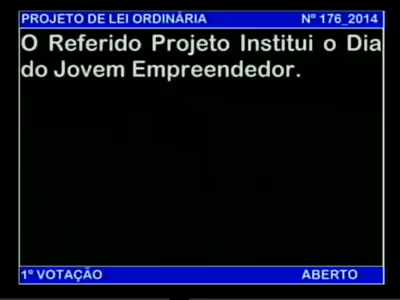 PROJETO DE LEI ORDINÁRIA Nº 176_2014
O Referido Projeto Institui o Dia
do Jovem Empreendedor.
1º VOTAÇÃO ABERTO